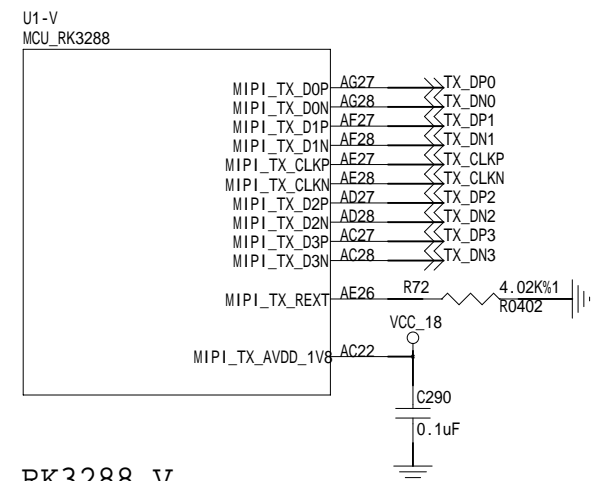 U1-V
MCU_RK3288
MIPI_TX_D0P AG27 TX_DP0
MIPI_TX_D0N AG28 TX_DN0
MIPI_TX_D1P AF27 TX_DP1
MIPI_TX_D1N AF28 TX_DN1
MIPI_TX_CLKP AE27 TX_CLKP
MIPI_TX_CLKN AE28 TX_CLKN
MIPI_TX_D2P AD27 TX_DP2
MIPI_TX_D2N AD28 TX_DN2
MIPI_TX_D3P AC27 TX_DP3
MIPI_TX_D3N AC28 TX_DN3
MIPI_TX_REXT AE26 R72 4.02K%1
R0402
VCC_18
MIPI_TX_AVDD_1V8 AC22
C290
0.1uF
RK3288_V